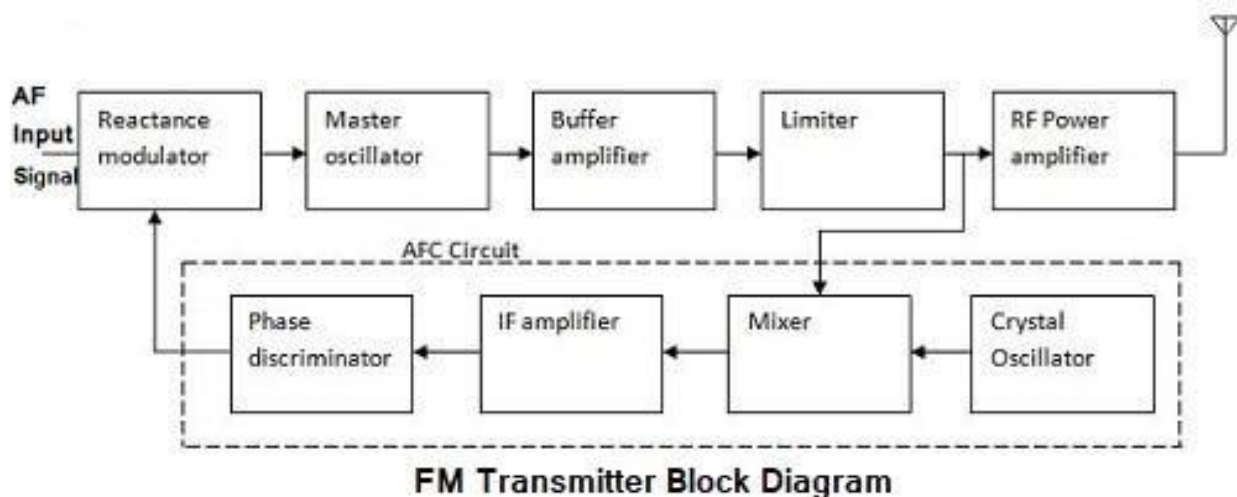 AF
Input
Signal
Reactance
modulator
Master
oscillator
Buffer
amplifier
Limiter
RF Power
amplifier
AFC Circuit
Phase
discriminator
IF amplifier
Mixer
Crystal
Oscillator
FM Transmitter Block Diagram